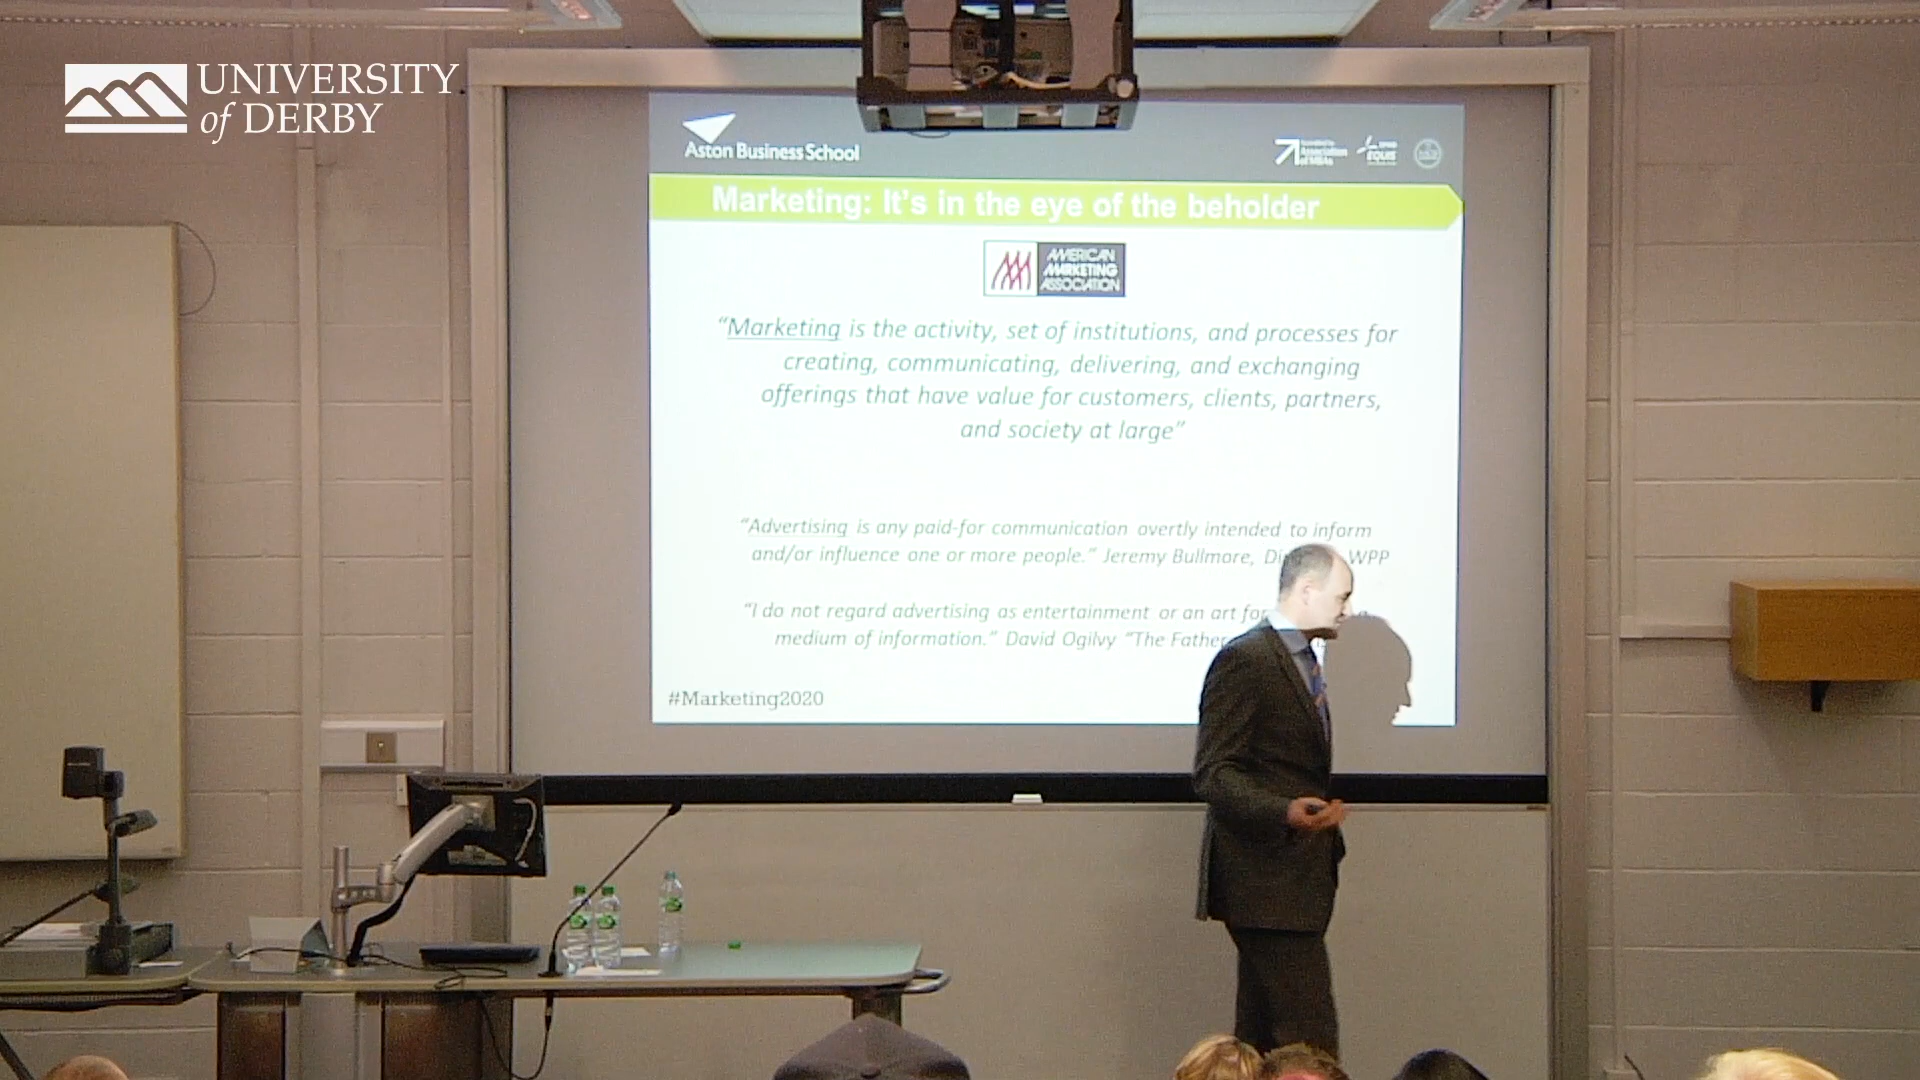 UNIVERSITY
of DERBY
Aston Business School
Association
of MBAs
EQUIS
Marketing: It's in the eye of the beholder
AMERICAN
MARKETING
ASSOCIATION
“Marketing is the activity, set of institutions, and processes for
creating, communicating, delivering, and exchanging
offerings that have value for customers, clients, partners,
and society at large”
“Advertising is any paid-for communication overtly intended to inform
and/or influence one or more people.” Jeremy Bullmore, WPP
“I do not regard advertising as entertainment or an art
medium of information.” David Ogilvy “The Father
#Marketing2020